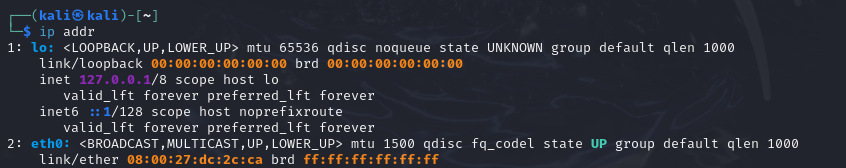 ┌──(kali㉿kali)-[~]
└─$ ip addr
1: lo: <LOOPBACK,UP,LOWER_UP> mtu 65536 qdisc noqueue state UNKNOWN group default qlen 1000
    link/loopback 00:00:00:00:00:00 brd 00:00:00:00:00:00
    inet 127.0.0.1/8 scope host lo
       valid_lft forever preferred_lft forever
    inet6 ::1/128 scope host noprefixroute
       valid_lft forever preferred_lft forever
2: eth0: <BROADCAST,MULTICAST,UP,LOWER_UP> mtu 1500 qdisc fq_codel state UP group default qlen 1000
    link/ether 08:00:27:dc:2c:ca brd ff:ff:ff:ff:ff:ff